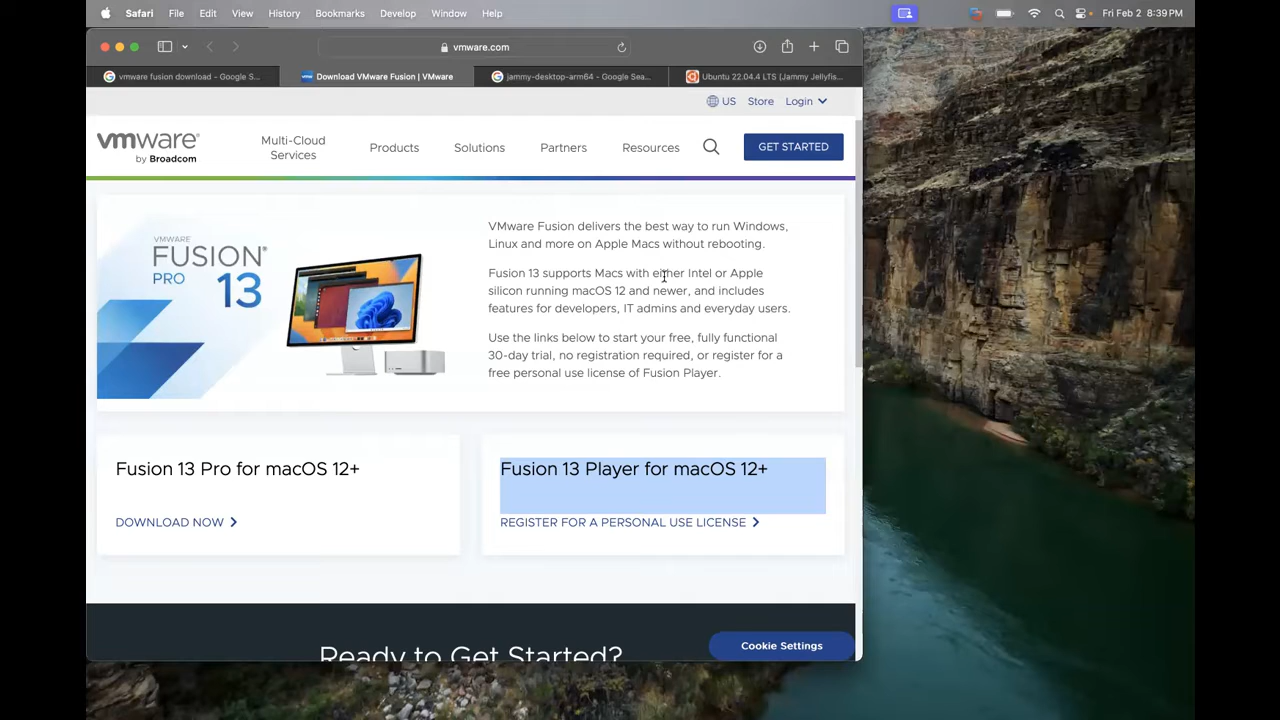 Safari File Edit View History Bookmarks Develop Window Help Fri Feb 2 8:39 PM
vmware.com
vmware fusion download - Google S...
Download VMware Fusion | VMware
jammy-desktop-arm64 - Google Sea...
Ubuntu 22.04.4 LTS (Jammy Jellyfis...
US Store Login
vmware®
by Broadcom
Multi-Cloud
Services
Products
Solutions
Partners
Resources
GET STARTED
VMWARE
FUSION®
PRO 13
VMware Fusion delivers the best way to run Windows,
Linux and more on Apple Macs without rebooting.
Fusion 13 supports Macs with either Intel or Apple
silicon running macOS 12 and newer, and includes
features for developers, IT admins and everyday users.
Use the links below to start your free, fully functional
30-day trial, no registration required, or register for a
free personal use license of Fusion Player.
Fusion 13 Pro for macOS 12+
DOWNLOAD NOW
Fusion 13 Player for macOS 12+
REGISTER FOR A PERSONAL USE LICENSE
Ready to Get Started?
Cookie Settings